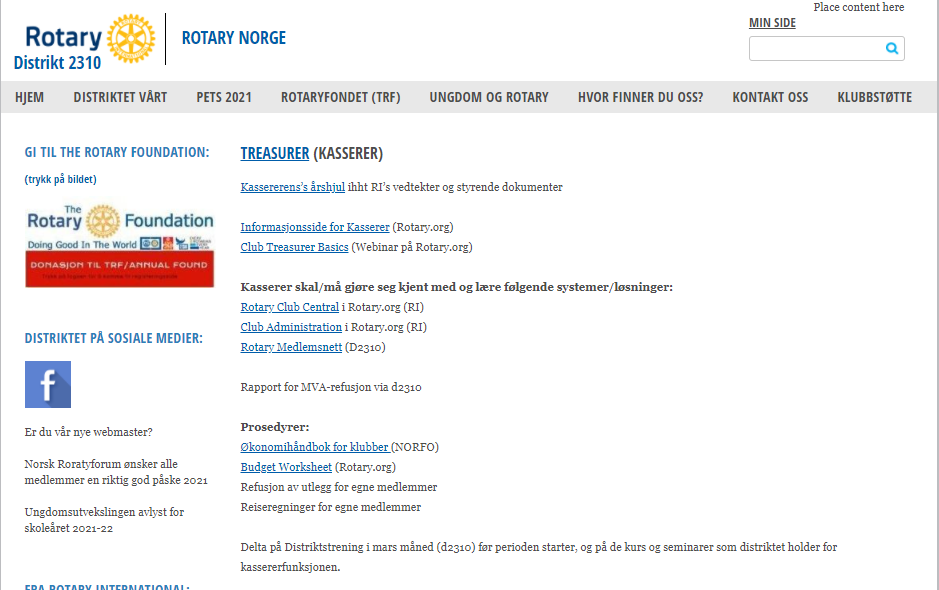 Place content here
Rotary
Distrikt 2310
ROTARY NORGE
MIN SIDE
HJEM DISTRIKTET VÅRT PETS 2021 ROTARYFONDET (TRF) UNGDOM OG ROTARY HVOR FINNER DU OSS? KONTAKT OSS KLUBBSTØTTE
GI TIL THE ROTARY FOUNDATION:
(trykk på bildet)
The
Rotary Foundation
Doing Good In The World
DONASJON TIL TRF/ANNUAL FOUND
DISTRIKTET PÅ SOSIALE MEDIER:
f
Er du vår nye webmaster?
Norsk Roratyforum ønsker alle
medlemmer en riktig god påske 2021
Ungdomsutvekslingen avlyst for
skoleåret 2021-22
FRA ROTARY INTERNATIONAL:
TREASURER (KASSERER)
Kassererens's årshjul ihht RI's vedtekter og styrende dokumenter
Informasjonsside for Kasserer (Rotary.org)
Club Treasurer Basics (Webinar på Rotary.org)
Kasserer skal/må gjøre seg kjent med og lære følgende systemer/løsninger:
Rotary Club Central i Rotary.org (RI)
Club Administration i Rotary.org (RI)
Rotary Medlemsnett (D2310)
Rapport for MVA-refusjon via d2310
Prosedyrer:
Økonomihåndbok for klubber (NORFO)
Budget Worksheet (Rotary.org)
Refusjon av utlegg for egne medlemmer
Reiseregninger for egne medlemmer
Delta på Distriktstrening i mars måned (d2310) før perioden starter, og på de kurs og seminarer som distriktet holder for
kassererfunksjonen.